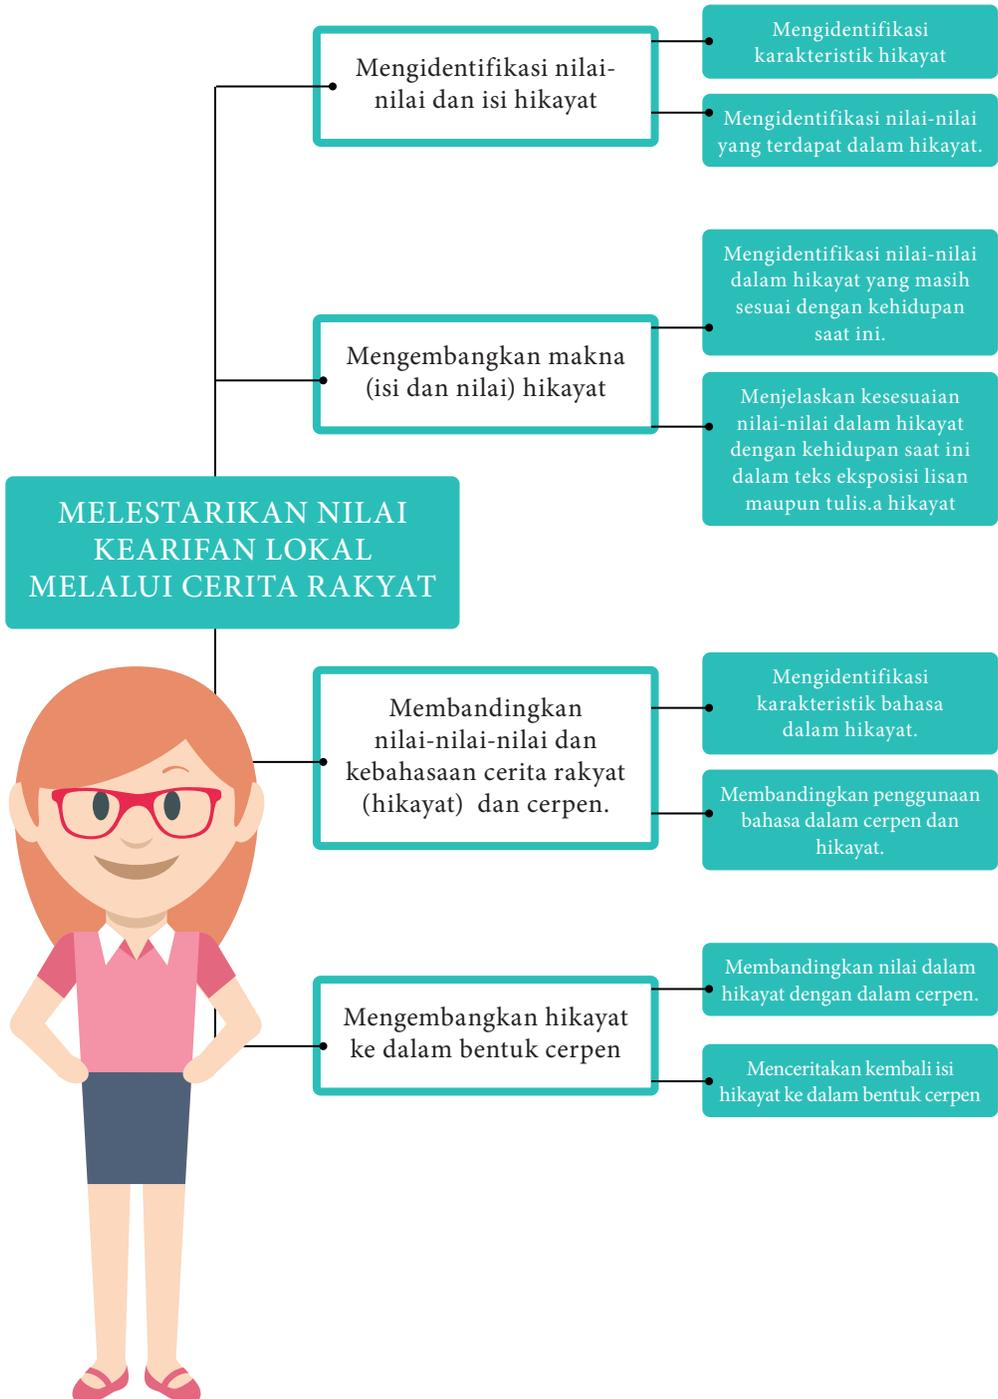 Mengidentifikasi nilai-
nilai dan isi hikayat
Mengidentifikasi
karakteristik hikayat
Mengidentifikasi nilai-nilai
yang terdapat dalam hikayat.
Mengembangkan makna
(isi dan nilai) hikayat
Mengidentifikasi nilai-nilai
dalam hikayat yang masih
sesuai dengan kehidupan
saat ini.
Menjelaskan kesesuaian
nilai-nilai dalam hikayat
dengan kehidupan saat ini
dalam teks eksposisi lisan
maupun tulis.a hikayat
MELESTARIKAN NILAI
KEARIFAN LOKAL
MELALUI CERITA RAKYAT
Membandingkan
nilai-nilai-nilai dan
kebahasaan cerita rakyat
(hikayat) dan cerpen.
Mengidentifikasi
karakteristik bahasa
dalam hikayat.
Membandingkan penggunaan
bahasa dalam cerpen dan
hikayat.
Mengembangkan hikayat
ke dalam bentuk cerpen
Membandingkan nilai dalam
hikayat dengan dalam cerpen.
Menceritakan kembali isi
hikayat ke dalam bentuk cerpen